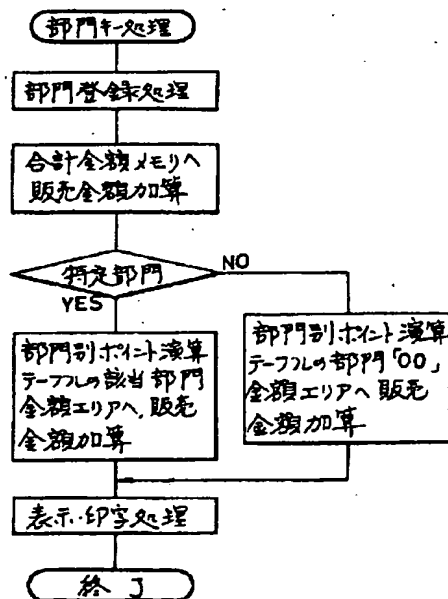 部門キー処理
部門登録処理
合計金額メモリへ
販売金額加算
特定部門
NO
YES
部門別ポイント演算
テーブルの該当部門
金額エリアへ、販売
金額加算
部門別ポイント演算
テーブルの部門「00」
金額エリアへ販売
金額加算
表示・印字処理
終了